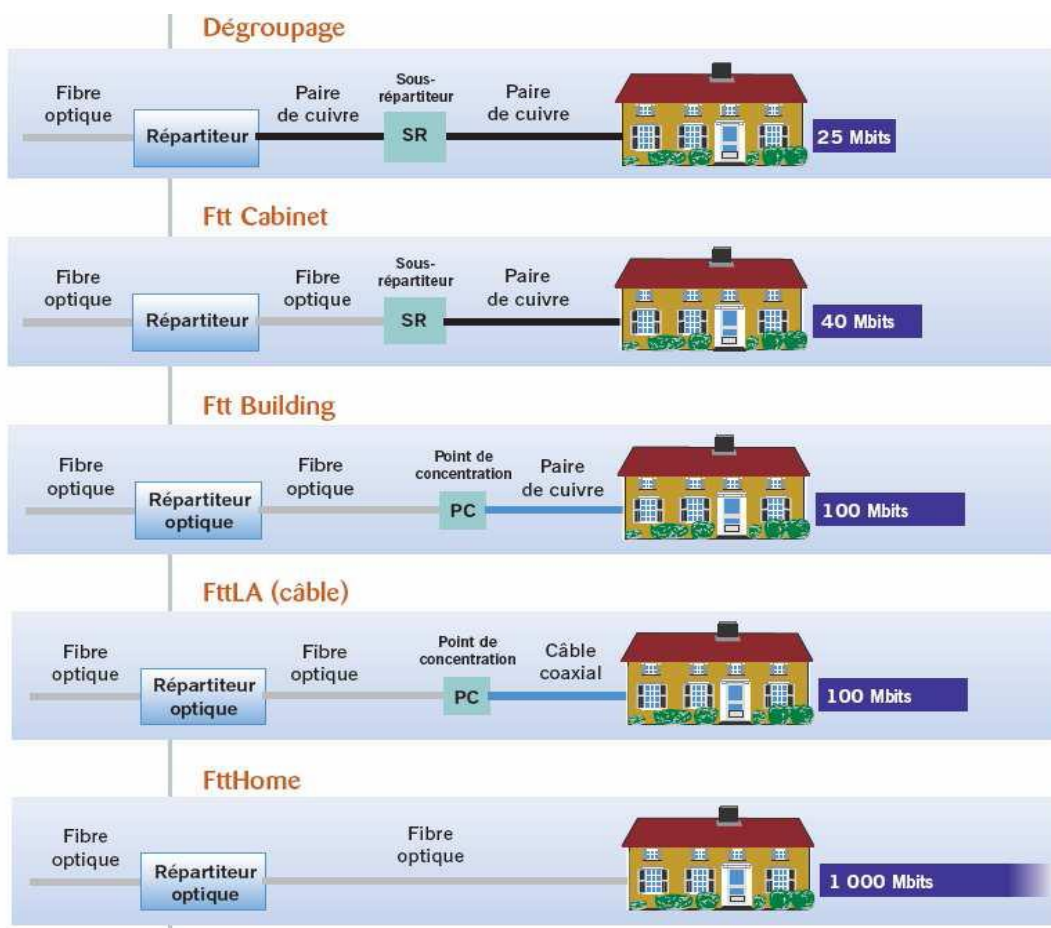 Dégroupage
Fibre
optique
Répartiteur
Paire
de cuivre
Sous-
répartiteur
SR
Paire
de cuivre
25 Mbits
Ftt Cabinet
Fibre
optique
Répartiteur
Fibre
optique
Sous-
répartiteur
SR
Paire
de cuivre
40 Mbits
Ftt Building
Fibre
optique
Répartiteur
optique
Fibre
optique
Point de
concentration
PC
Paire
de cuivre
100 Mbits
FttLA (câble)
Fibre
optique
Répartiteur
optique
Fibre
optique
Point de
concentration
PC
Câble
coaxial
100 Mbits
FttHome
Fibre
optique
Répartiteur
optique
Fibre
optique
1 000 Mbits